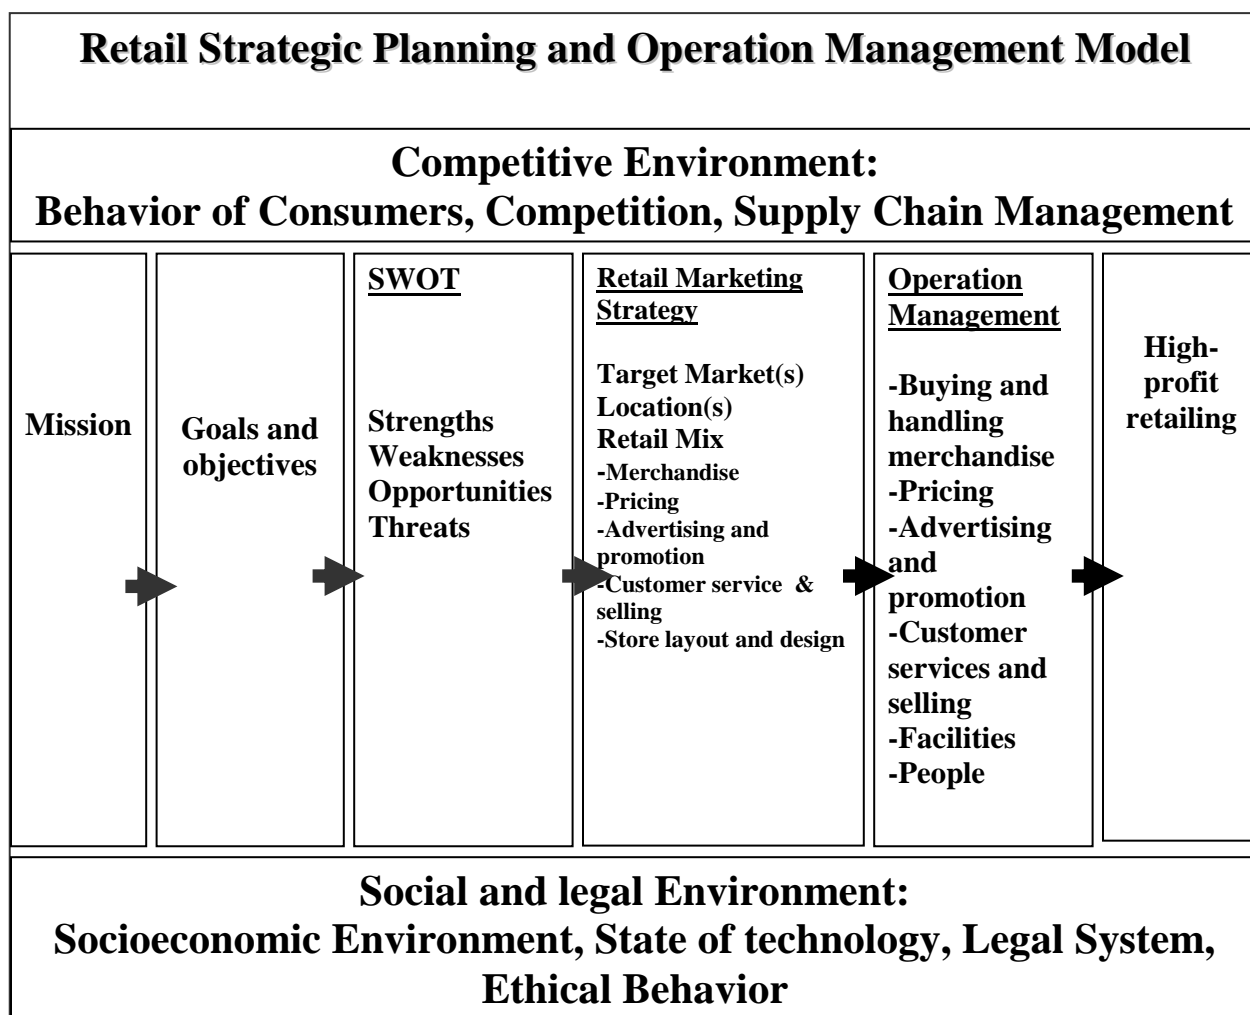 Retail Strategic Planning and Operation Management Model
Competitive Environment:
Behavior of Consumers, Competition, Supply Chain Management
Mission
Goals and
objectives
SWOT
Strengths
Weaknesses
Opportunities
Threats
Retail Marketing
Strategy
Target Market(s)
Location(s)
Retail Mix
-Merchandise
-Pricing
-Advertising and
promotion
-Customer service &
selling
-Store layout and design
Operation
Management
-Buying and
handling
merchandise
-Pricing
-Advertising
and
promotion
-Customer
services and
selling
-Facilities
-People
High-
profit
retailing
Social and legal Environment:
Socioeconomic Environment, State of technology, Legal System,
Ethical Behavior